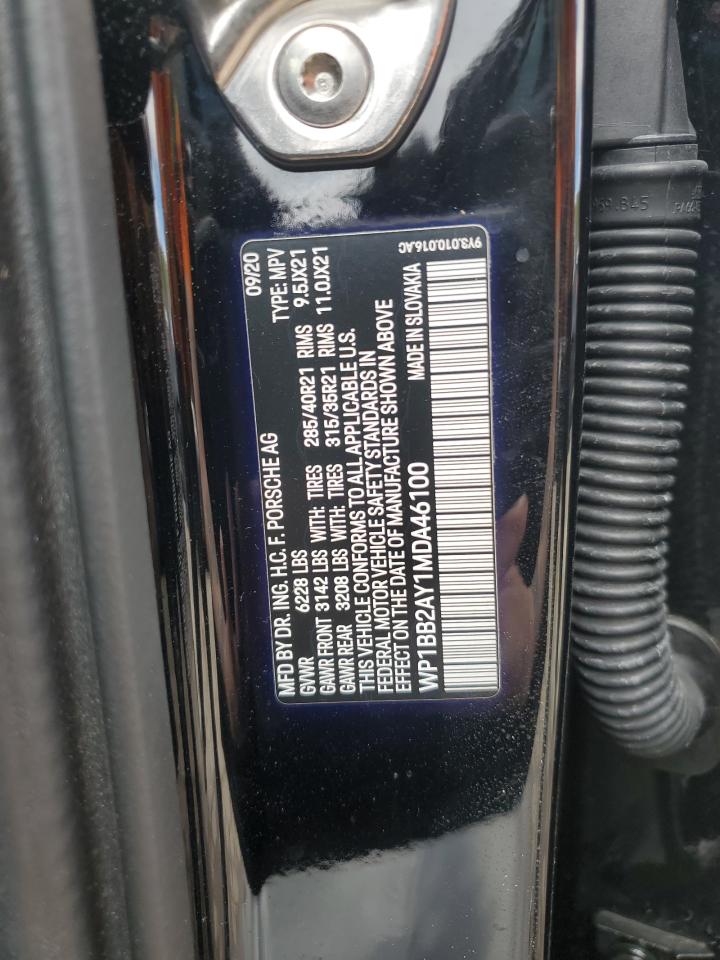 MFD BY DR. ING. H.C. F. PORSCHE AG 09/20
GVWR 6228 LBS TYPE: MPV
GAWR FRONT 3142 LBS WITH: TIRES 285/40R21 RIMS 9.5JX21
GAWR REAR 3208 LBS WITH: TIRES 315/35R21 RIMS 11.0JX21
THIS VEHICLE CONFORMS TO ALL APPLICABLE U.S.
FEDERAL MOTOR VEHICLE SAFETY STANDARDS IN
EFFECT ON THE DATE OF MANUFACTURE SHOWN ABOVE
WP1BB2AY1MDA46100 MADE IN SLOVAKIA
9Y3.010.016.AC